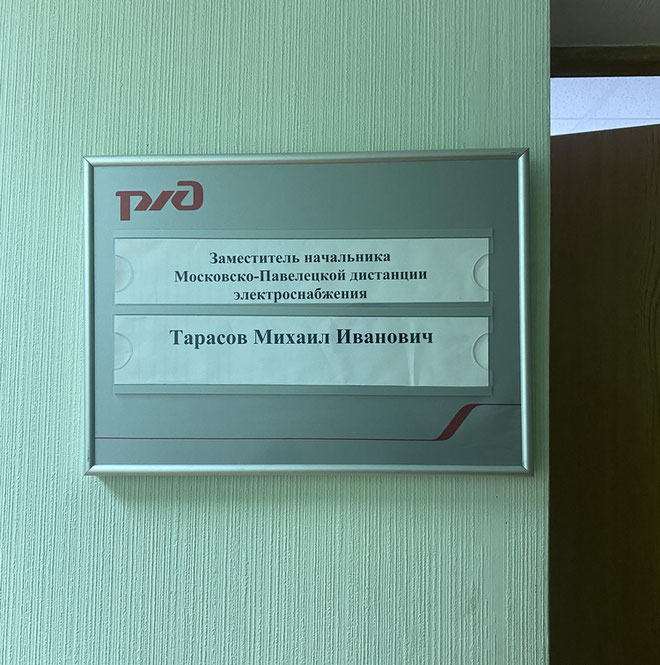 РЖД
Заместитель начальника
Московско-Павелецкой дистанции
электроснабжения
Тарасов Михаил Иванович